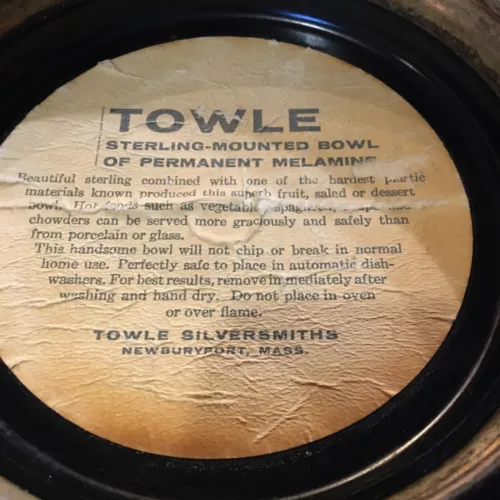 TOWLE
STERLING-MOUNTED BOWL
OF PERMANENT MELAMINE
Beautiful sterling combined with one of the hardest plastic
materials known produced this superb fruit, salad or dessert
bowl. Hot foods such as vegetables, spaghetti, and
chowders can be served more graciously and safely than
from porcelain or glass.
This handsome bowl will not chip or break in normal
home use. Perfectly safe to place in automatic dish-
washers. For best results, remove immediately after
washing and hand dry. Do not place in oven
or over flame.
TOWLE SILVERSMITHS
NEWBURYPORT, MASS.